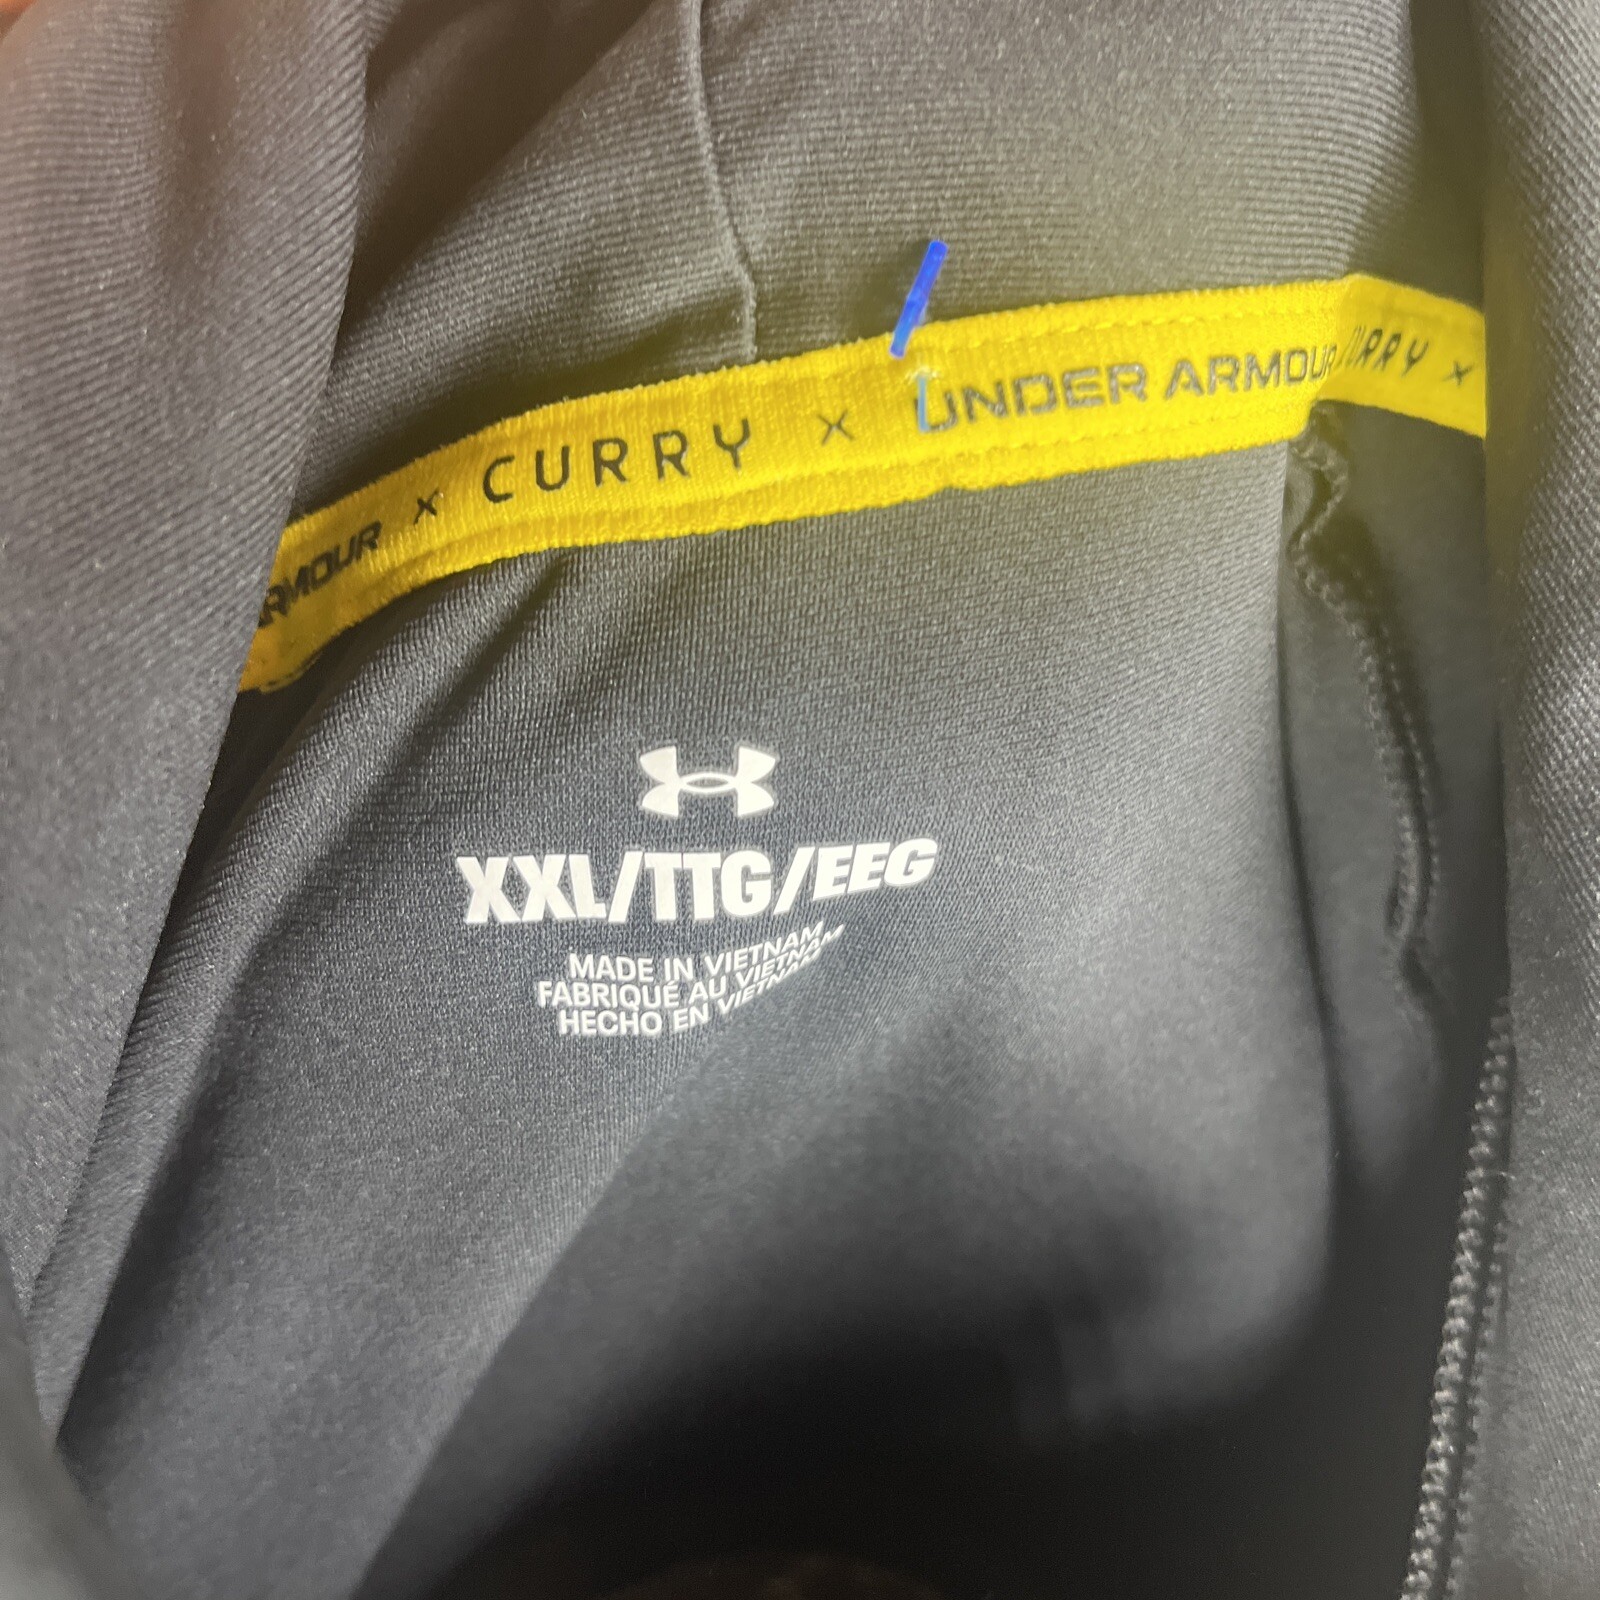 ARMOUR x CURRY x UNDER ARMOUR CURRY x
XXL/TTG/EEG
MADE IN VIETNAM
FABRIQUÉ AU VIETNAM
HECHO EN VIETNAM